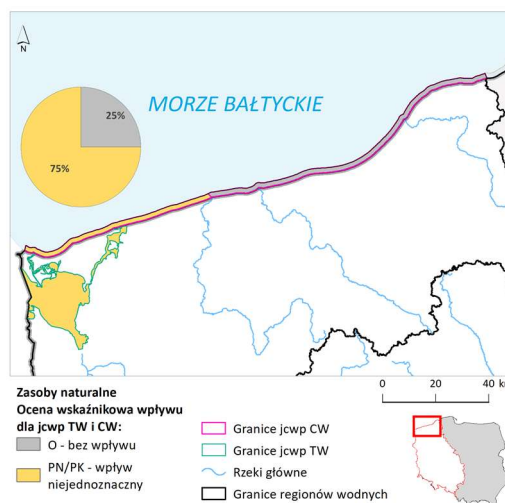 N
25%
75%
MORZE BAŁTYCKIE
0 20 40 k
Zasoby naturalne
Ocena wskaźnikowa wpływu
dla jcwp TW i CW:
O - bez wpływu
PN/PK - wpływ
niejednoznaczny
Granice jcwp CW
Granice jcwp TW
Rzeki główne
Granice regionów wodnych